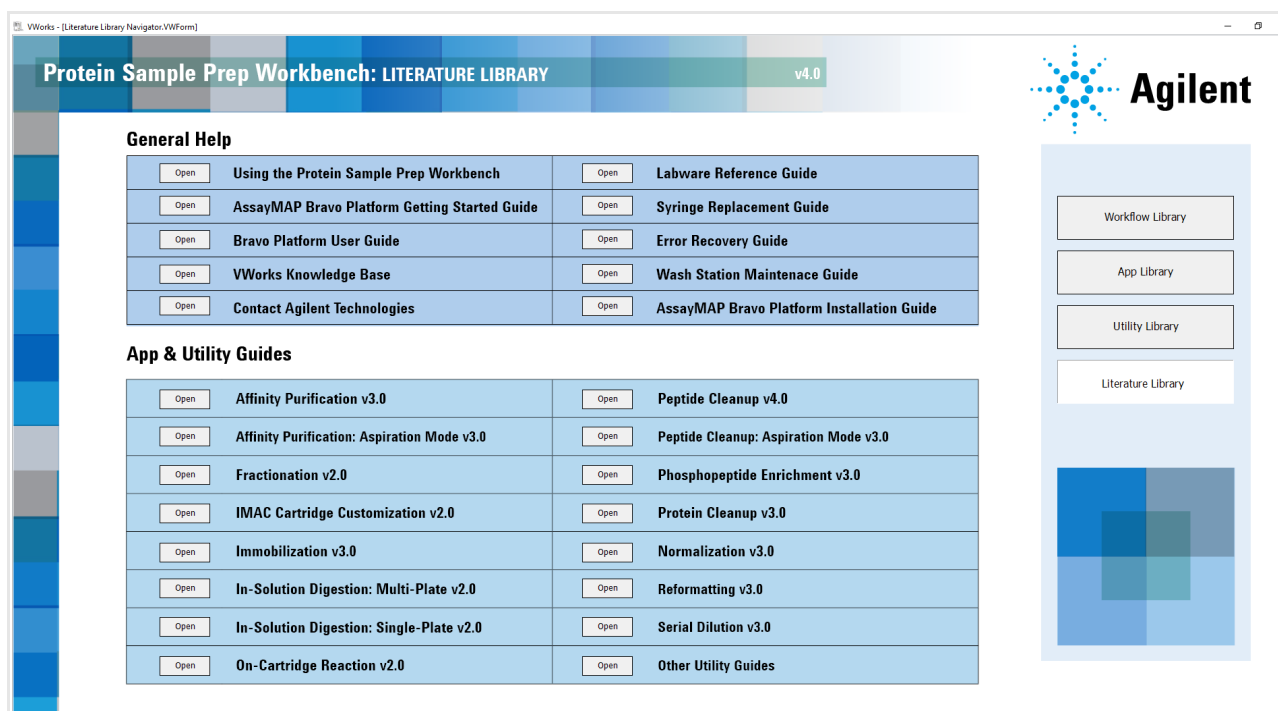 VWorks - [Literature Library Navigator.VWForm]
Protein Sample Prep Workbench: LITERATURE LIBRARY v4.0
Agilent
General Help
Open Using the Protein Sample Prep Workbench Open Labware Reference Guide
Open AssayMAP Bravo Platform Getting Started Guide Open Syringe Replacement Guide
Open Bravo Platform User Guide Open Error Recovery Guide
Open VWorks Knowledge Base Open Wash Station Maintenace Guide
Open Contact Agilent Technologies Open AssayMAP Bravo Platform Installation Guide
App & Utility Guides
Open Affinity Purification v3.0 Open Peptide Cleanup v4.0
Open Affinity Purification: Aspiration Mode v3.0 Open Peptide Cleanup: Aspiration Mode v3.0
Open Fractionation v2.0 Open Phosphopeptide Enrichment v3.0
Open IMAC Cartridge Customization v2.0 Open Protein Cleanup v3.0
Open Immobilization v3.0 Open Normalization v3.0
Open In-Solution Digestion: Multi-Plate v2.0 Open Reformatting v3.0
Open In-Solution Digestion: Single-Plate v2.0 Open Serial Dilution v3.0
Open On-Cartridge Reaction v2.0 Open Other Utility Guides
Workflow Library
App Library
Utility Library
Literature Library